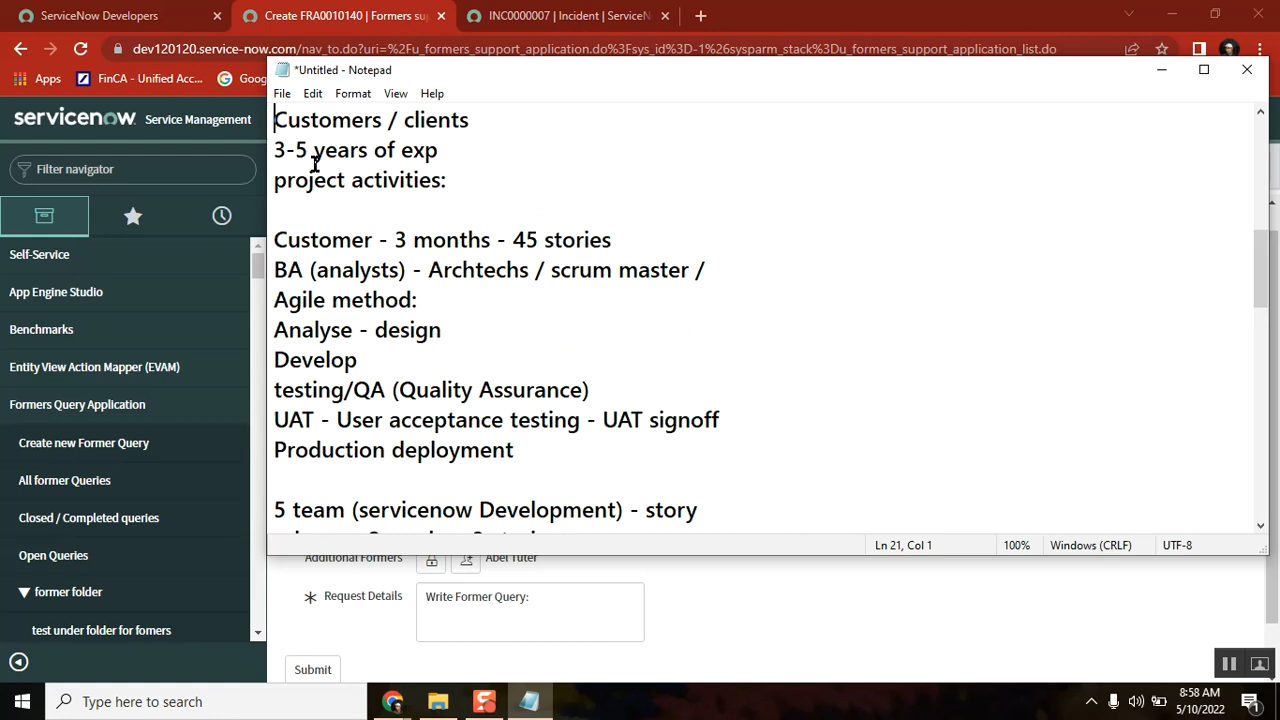 ServiceNow Developers
Create FRA0010140 | Formers su
INC0000007 | Incident | ServiceN
dev120120.service-now.com/nav_to.do?uri=%2Fu_formers_support_application.do%3Fsys_id%3D-1%26sysparm_stack%3Du_formers_support_application_list.do
Apps
FinCA - Unified Acc...
Goog
*Untitled - Notepad
File Edit Format View Help
servicenow Service Management
Filter navigator
Self-Service
App Engine Studio
Benchmarks
Entity View Action Mapper (EVAM)
Formers Query Application
Create new Former Query
All former Queries
Closed / Completed queries
Open Queries
former folder
test under folder for fomers
Customers / clients
3-5 years of exp
project activities:
Customer - 3 months - 45 stories
BA (analysts) - Archtechs / scrum master /
Agile method:
Analyse - design
Develop
testing/QA (Quality Assurance)
UAT - User acceptance testing - UAT signoff
Production deployment
5 team (servicenow Development) - story
Ln 21, Col 1
100%
Windows (CRLF)
UTF-8
Additional Formers
Abel Tuter
Request Details
Write Former Query:
Submit
Type here to search
8:58 AM
5/10/2022
1